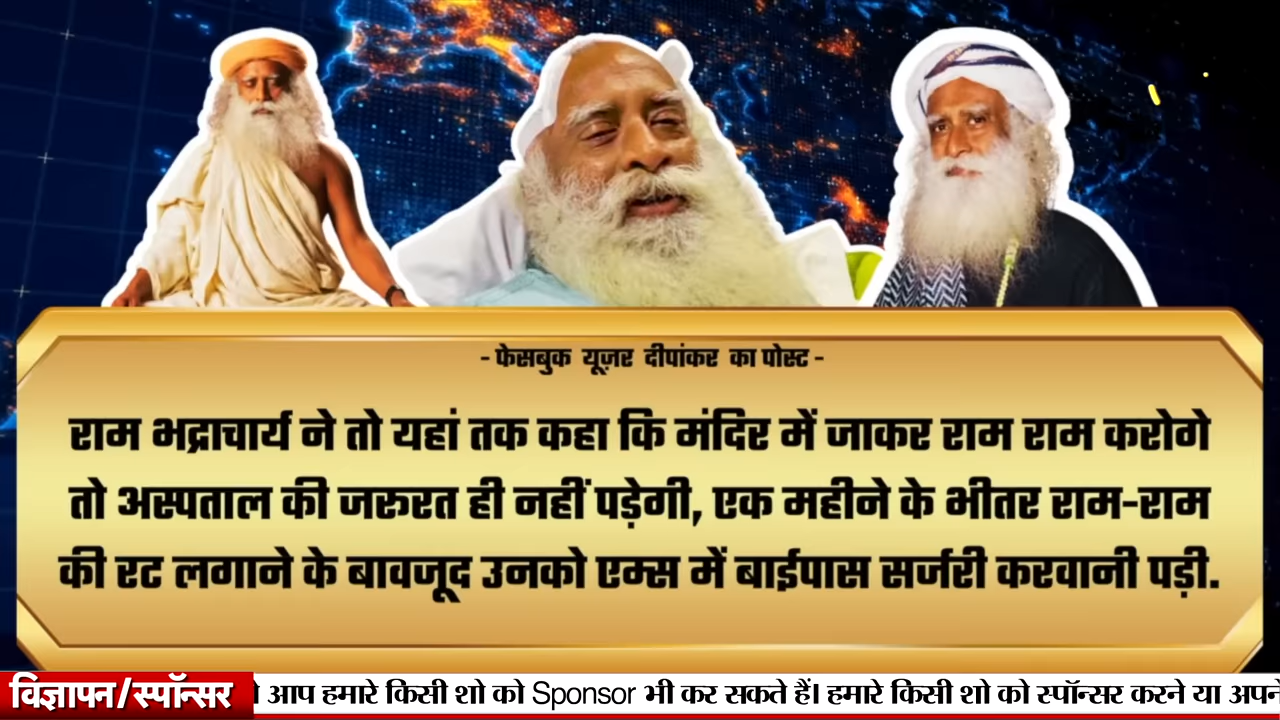 - फेसबुक यूज़र दीपांकर का पोस्ट -
राम भद्राचार्य ने तो यहां तक कहा कि मंदिर में जाकर राम राम करोगे
तो अस्पताल की जरूरत ही नहीं पड़ेगी, एक महीने के भीतर राम-राम
की रट लगाने के बावजूद उनको एम्स में बाईपास सर्जरी करवानी पड़ी.
विज्ञापन/स्पॉन्सर
आप हमारे किसी शो को Sponsor भी कर सकते हैं। हमारे किसी शो को स्पॉन्सर करने या